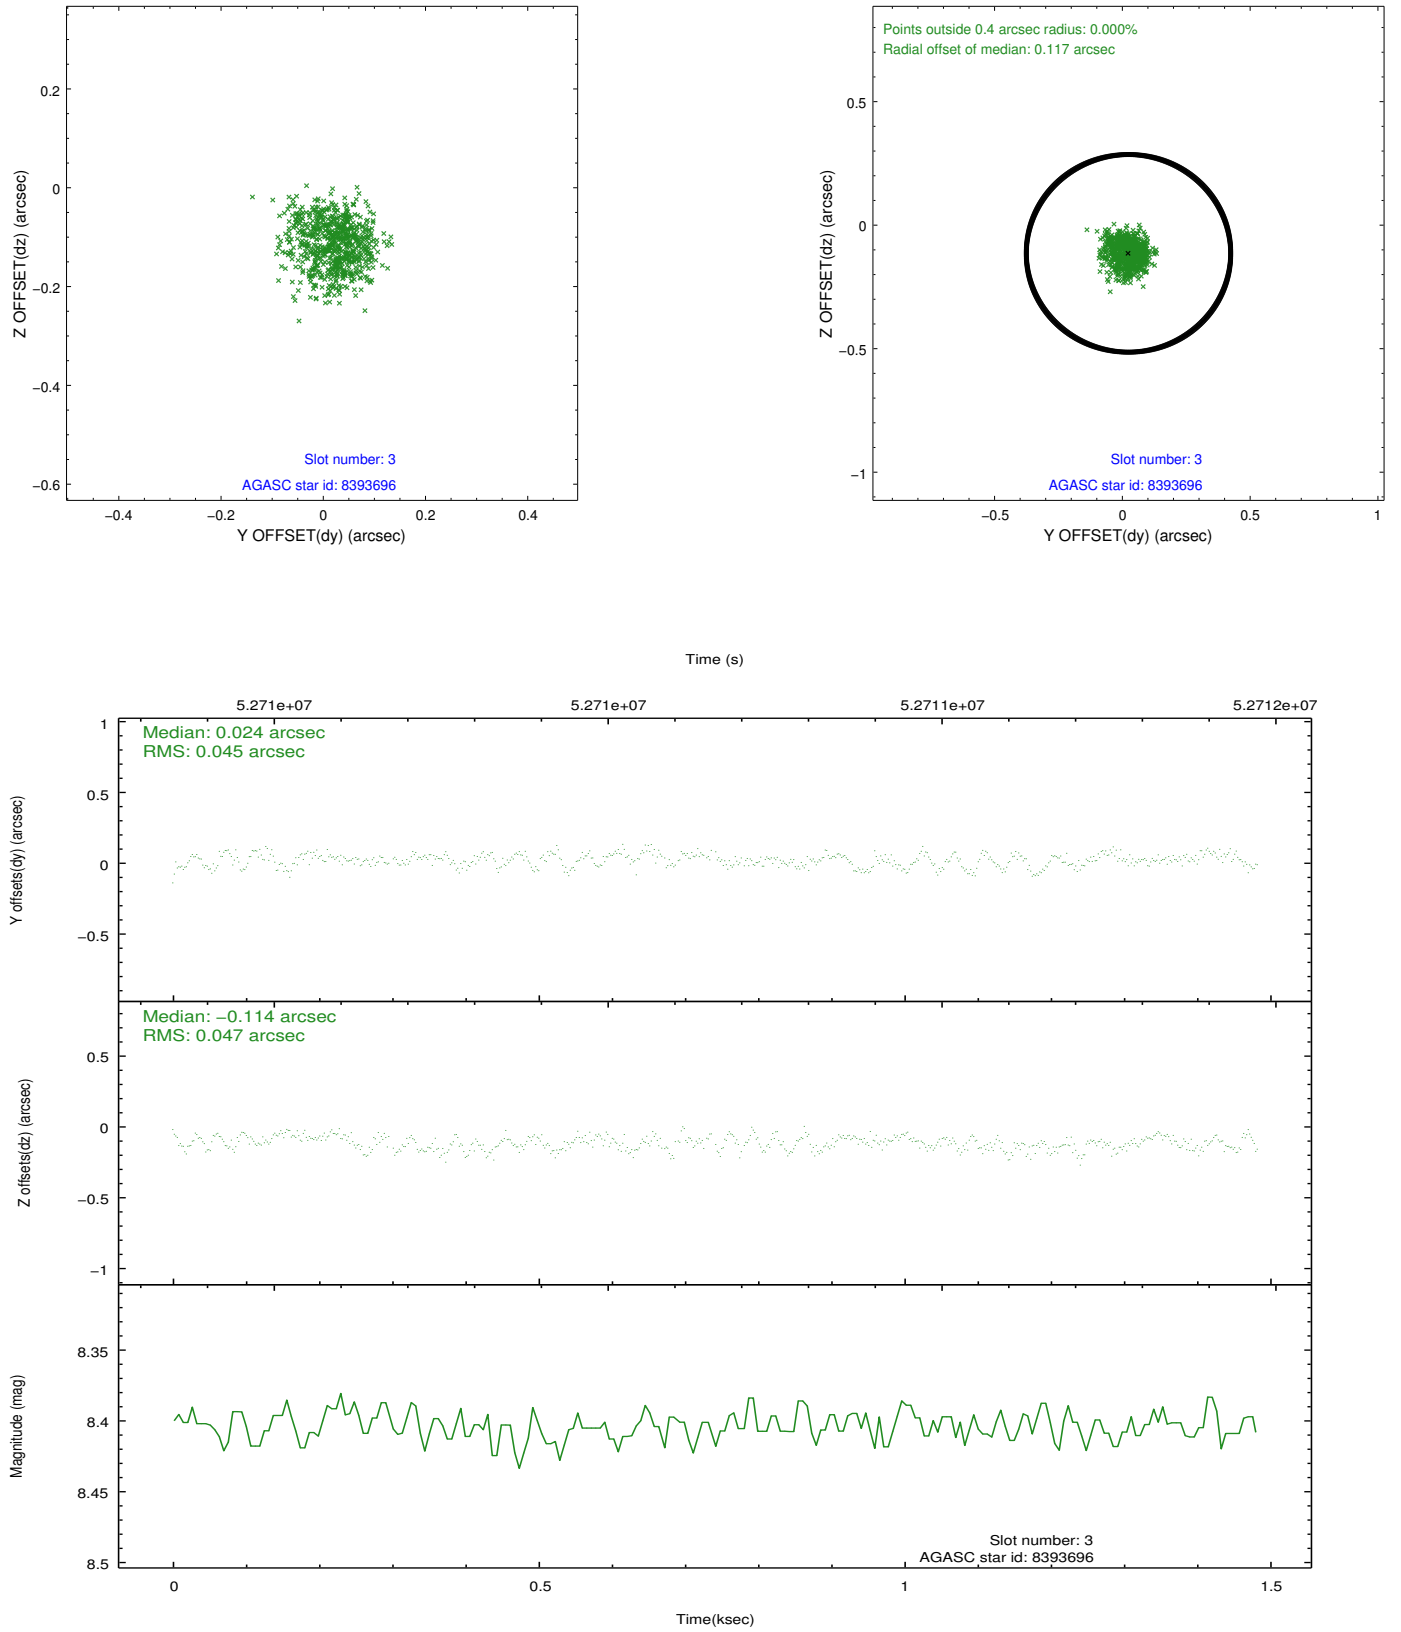 0.2
0
−0.2
−0.4
−0.6
Z OFFSET(dz) (arcsec)
Slot number: 3
AGASC star id: 8393696
−0.4 −0.2 0 0.2 0.4
Y OFFSET(dy) (arcsec)
Points outside 0.4 arcsec radius: 0.000%
Radial offset of median: 0.117 arcsec
0.5
0
−0.5
−1
Z OFFSET(dz) (arcsec)
Slot number: 3
AGASC star id: 8393696
−0.5 0 0.5 1
Y OFFSET(dy) (arcsec)
Time (s)
5.271e+07 5.271e+07 5.2711e+07 5.2712e+07
Median: 0.024 arcsec
RMS: 0.045 arcsec
1
0.5
0
−0.5
Y offsets(dy) (arcsec)
Median: −0.114 arcsec
RMS: 0.047 arcsec
0.5
0
−0.5
−1
Z offsets(dz) (arcsec)
8.35
8.4
8.45
8.5
Magnitude (mag)
Slot number: 3
AGASC star id: 8393696
0 0.5 1 1.5
Time(ksec)